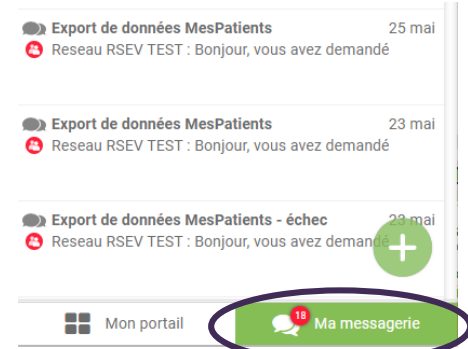 Export de données MesPatients 25 mai
Reseau RSEV TEST : Bonjour, vous avez demandé
Export de données MesPatients 23 mai
Reseau RSEV TEST : Bonjour, vous avez demandé
Export de données MesPatients - échec 23 mai
Reseau RSEV TEST : Bonjour, vous avez demandé
Mon portail 18 Ma messagerie